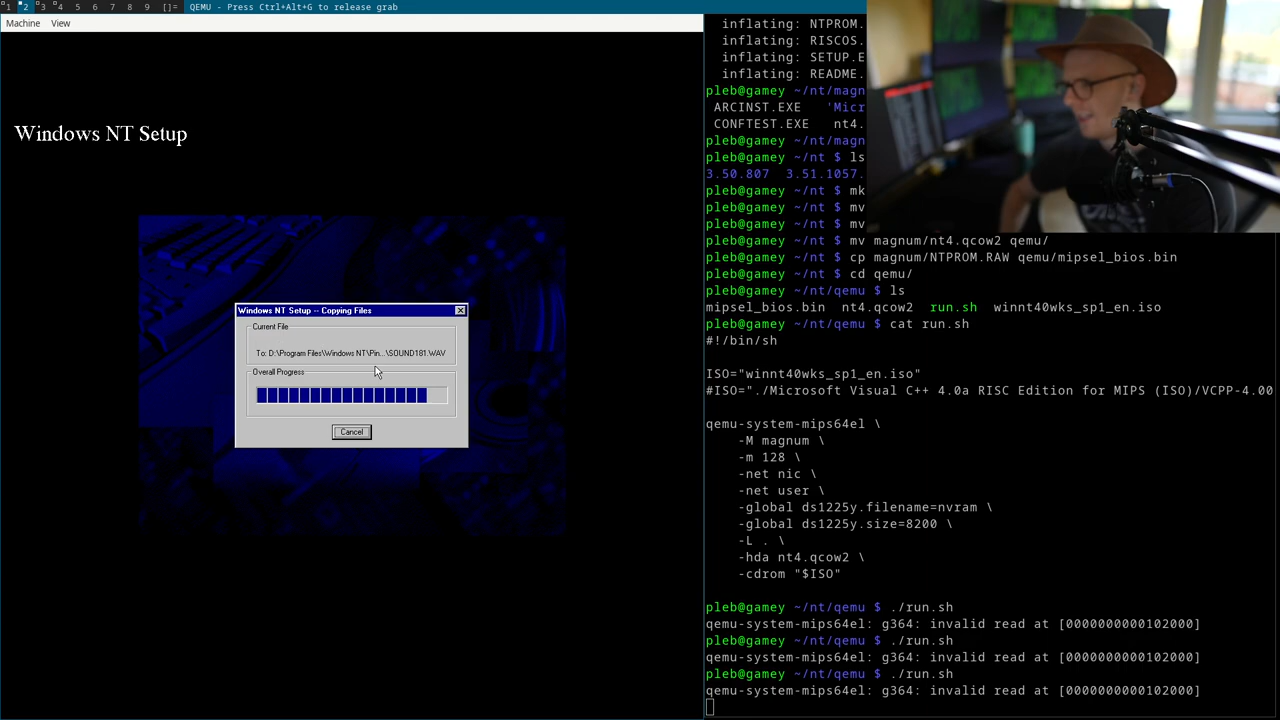 1 2 3 4 5 6 7 8 9 []= QEMU - Press Ctrl+Alt+G to release grab
Machine View
Windows NT Setup
Windows NT Setup -- Copying Files
Current File
To: D:\Program Files\Windows NT\Pin...\SOUND181.WAV
Overall Progress
Cancel
inflating: NTPROM.
inflating: RISCOS.
inflating: SETUP.E
inflating: README.
pleb@gamey ~/nt/magn
ARCINST.EXE 'Micr
CONFTEST.EXE nt4.
pleb@gamey ~/nt/magn
pleb@gamey ~/nt $ ls
3.50.807 3.51.1057.
pleb@gamey ~/nt $ mk
pleb@gamey ~/nt $ mv
pleb@gamey ~/nt $ mv
pleb@gamey ~/nt $ mv magnum/nt4.qcow2 qemu/
pleb@gamey ~/nt $ cp magnum/NTPROM.RAW qemu/mipsel_bios.bin
pleb@gamey ~/nt $ cd qemu/
pleb@gamey ~/nt/qemu $ ls
mipsel_bios.bin nt4.qcow2 run.sh winnt40wks_sp1_en.iso
pleb@gamey ~/nt/qemu $ cat run.sh
#!/bin/sh
ISO="winnt40wks_sp1_en.iso"
#ISO="./Microsoft Visual C++ 4.0a RISC Edition for MIPS (ISO)/VCPP-4.00
qemu-system-mips64el \
-M magnum \
-m 128 \
-net nic \
-net user \
-global ds1225y.filename=nvram \
-global ds1225y.size=8200 \
-L . \
-hda nt4.qcow2 \
-cdrom "$ISO"
pleb@gamey ~/nt/qemu $ ./run.sh
qemu-system-mips64el: g364: invalid read at [0000000000102000]
pleb@gamey ~/nt/qemu $ ./run.sh
qemu-system-mips64el: g364: invalid read at [0000000000102000]
pleb@gamey ~/nt/qemu $ ./run.sh
qemu-system-mips64el: g364: invalid read at [0000000000102000]